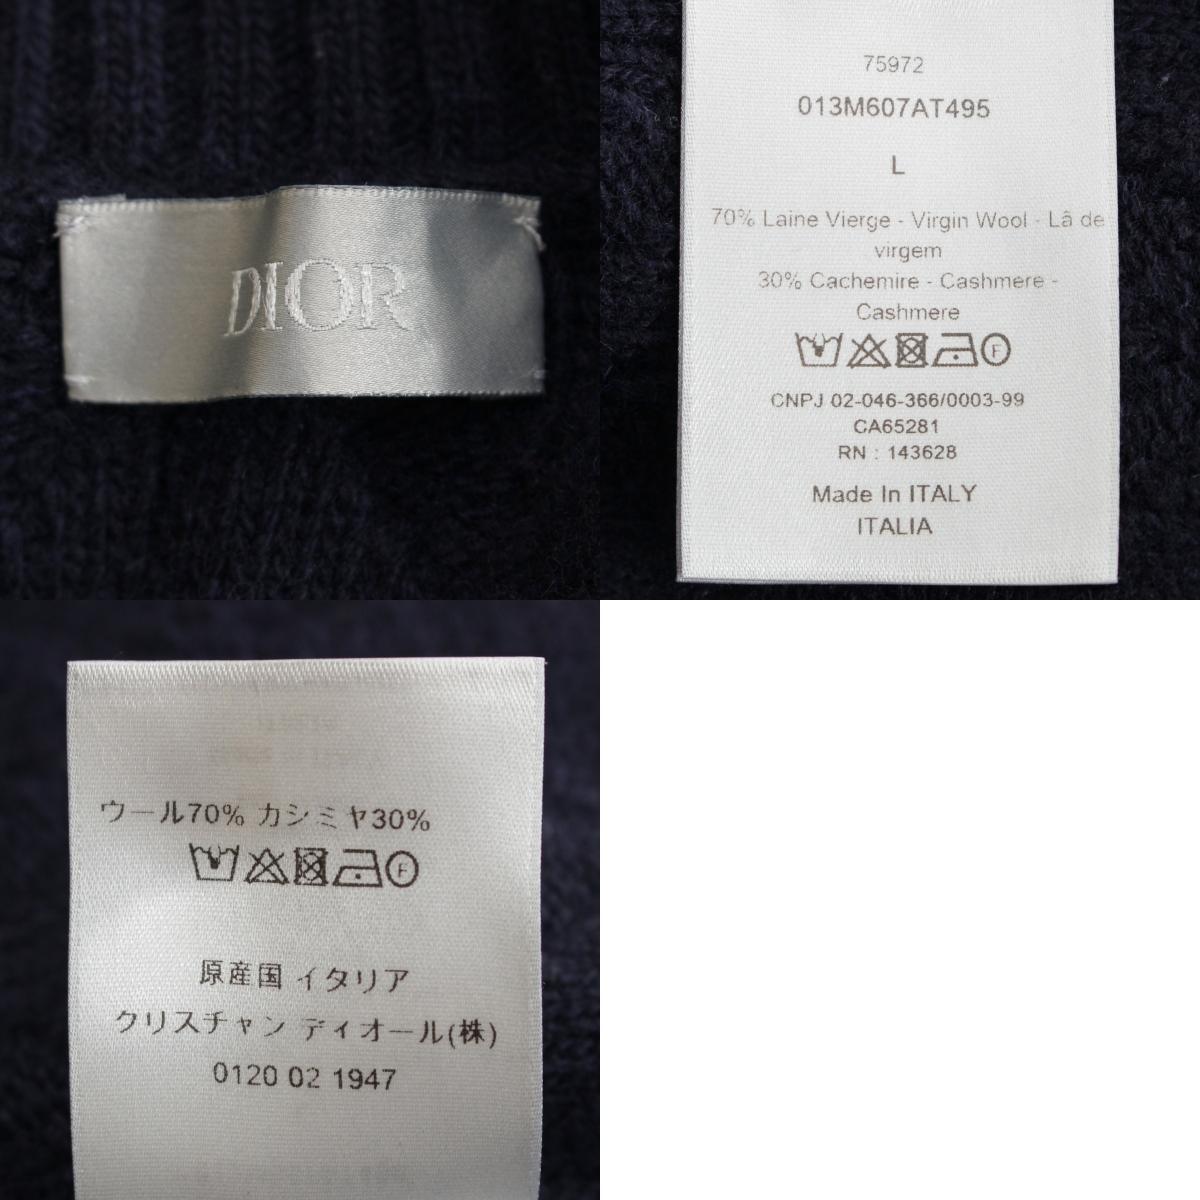 DIOR
75972
013M607AT495
L
70% Laine Vierge - Virgin Wool - Lã de
virgem
30% Cachemire - Cashmere -
Cashmere
F
CNPJ 02-046-366/0003-99
CA65281
RN : 143628
Made In ITALY
ITALIA
ウール70% カシミヤ30%
F
原産国 イタリア
クリスチャン ディオール(株)
0120 02 1947